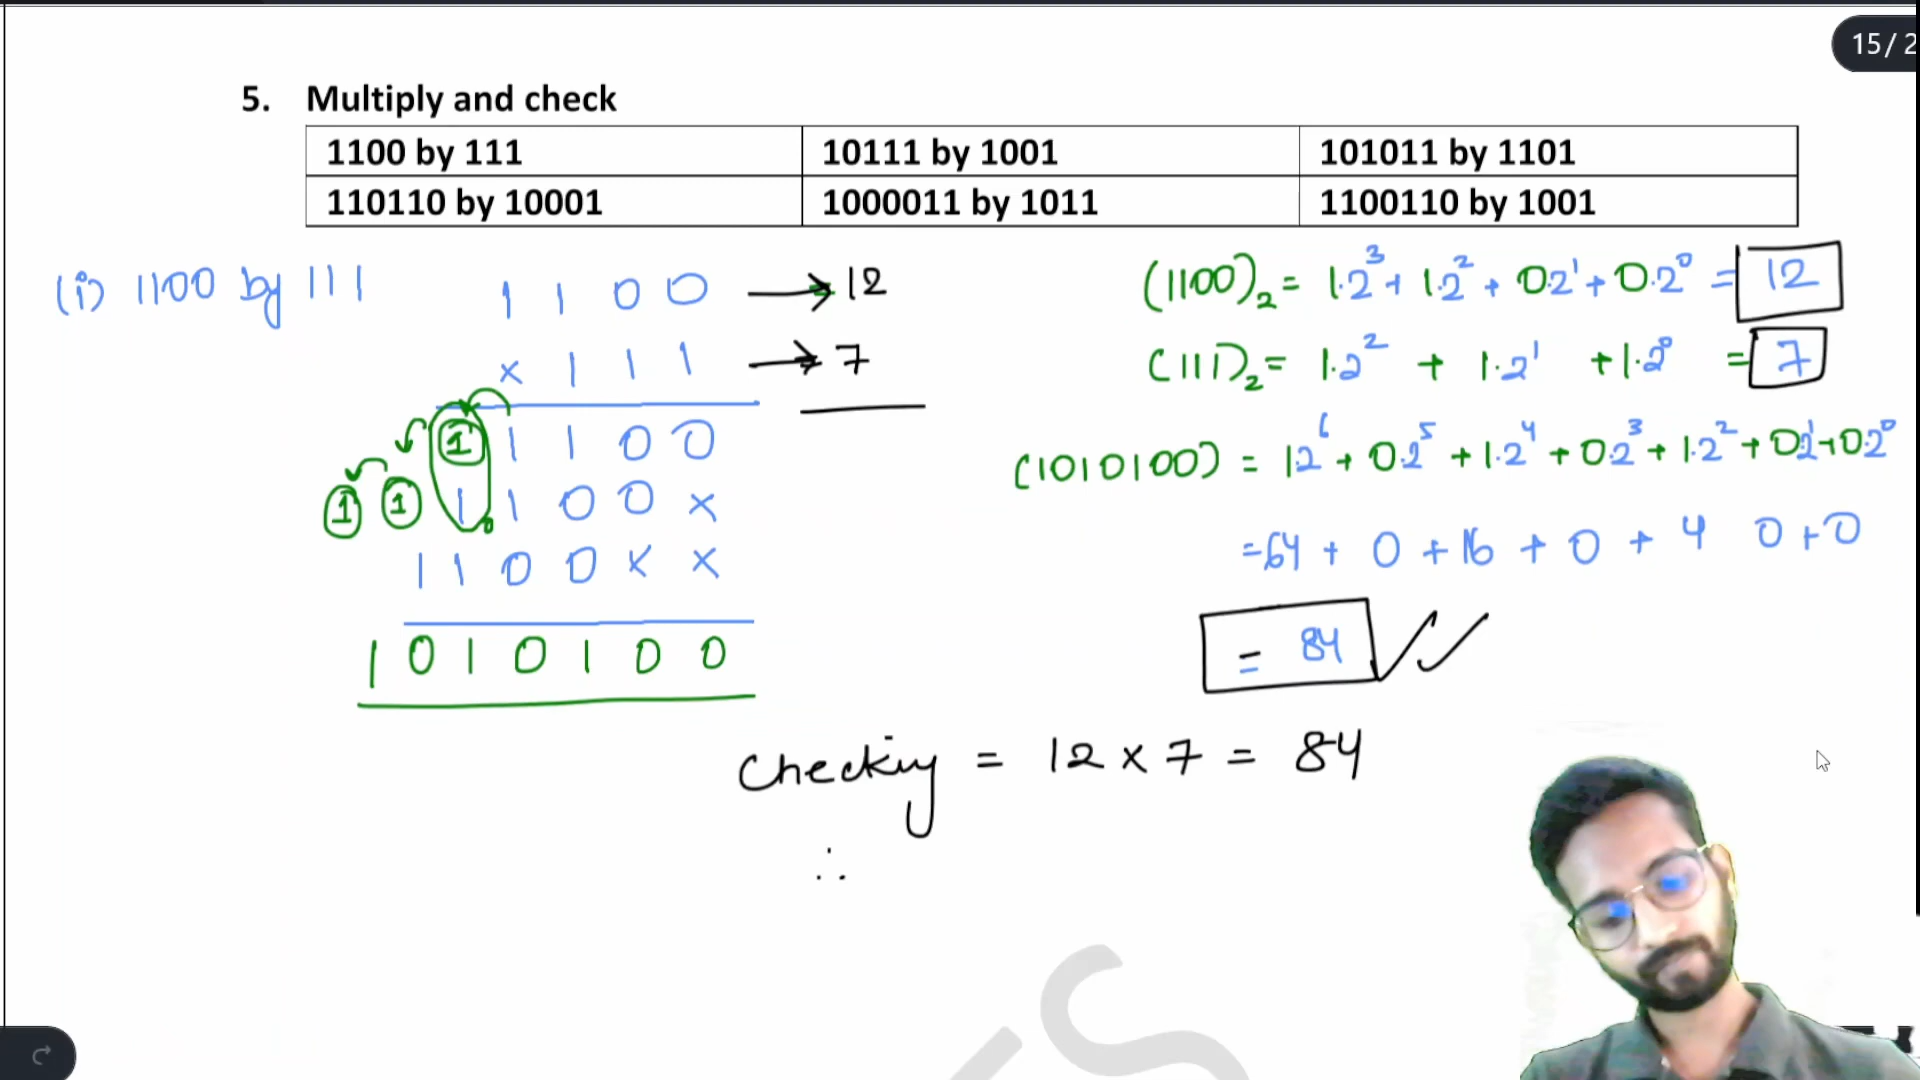 15/2
5. Multiply and check
1100 by 111 10111 by 1001 101011 by 1101
110110 by 10001 1000011 by 1011 1100110 by 1001
(i) 1100 by 111
1 1 0 0 → 12
x 1 1 1 → 7
1 1 1 0 0
1 1 1 1 0 0 x
1 1 0 0 x x
1 0 1 0 1 0 0
(1100)₂ = 1·2³ + 1·2² + 0·2¹ + 0·2⁰ = 12
(111)₂ = 1·2² + 1·2¹ + 1·2⁰ = 7
(1010100) = 1·2⁶ + 0·2⁵ + 1·2⁴ + 0·2³ + 1·2² + 0·2¹ + 0·2⁰
= 64 + 0 + 16 + 0 + 4 0 + 0
= 84
Checking = 12 x 7 = 84
∴
S